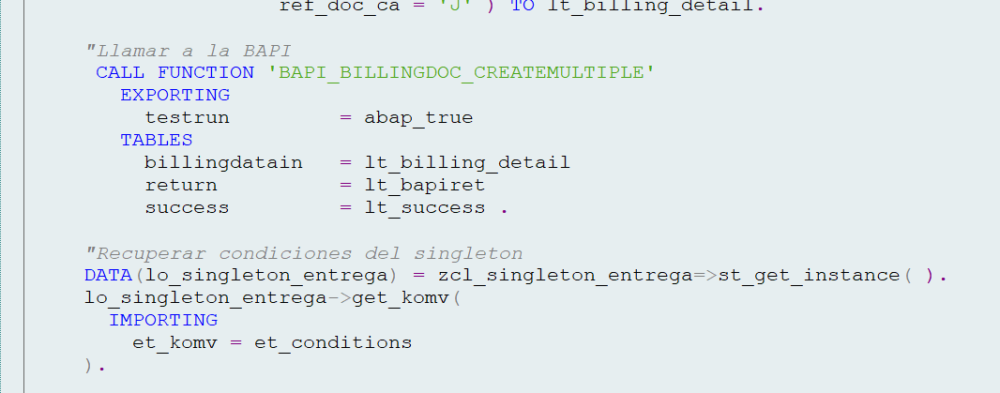 ref_doc_ca = 'J' ) TO lt_billing_detail.
"Llamar a la BAPI
CALL FUNCTION 'BAPI_BILLINGDOC_CREATEMULTIPLE'
EXPORTING
testrun = abap_true
TABLES
billingdatain = lt_billing_detail
return = lt_bapiret
success = lt_success .
"Recuperar condiciones del singleton
DATA(lo_singleton_entrega) = zcl_singleton_entrega=>st_get_instance( ).
lo_singleton_entrega->get_komv(
IMPORTING
et_komv = et_conditions
).